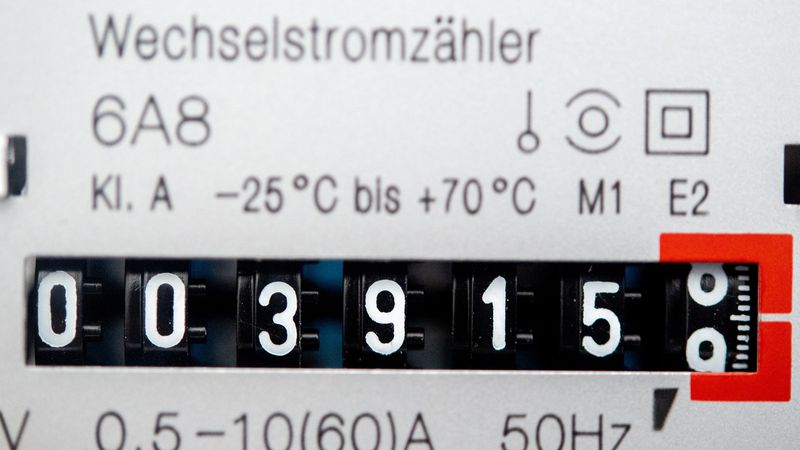 Wechselstromzähler
6A8
Kl. A –25°C bis +70°C M1 E2
0 0 3 9 1 5
V 0,5–10(60)A 50Hz